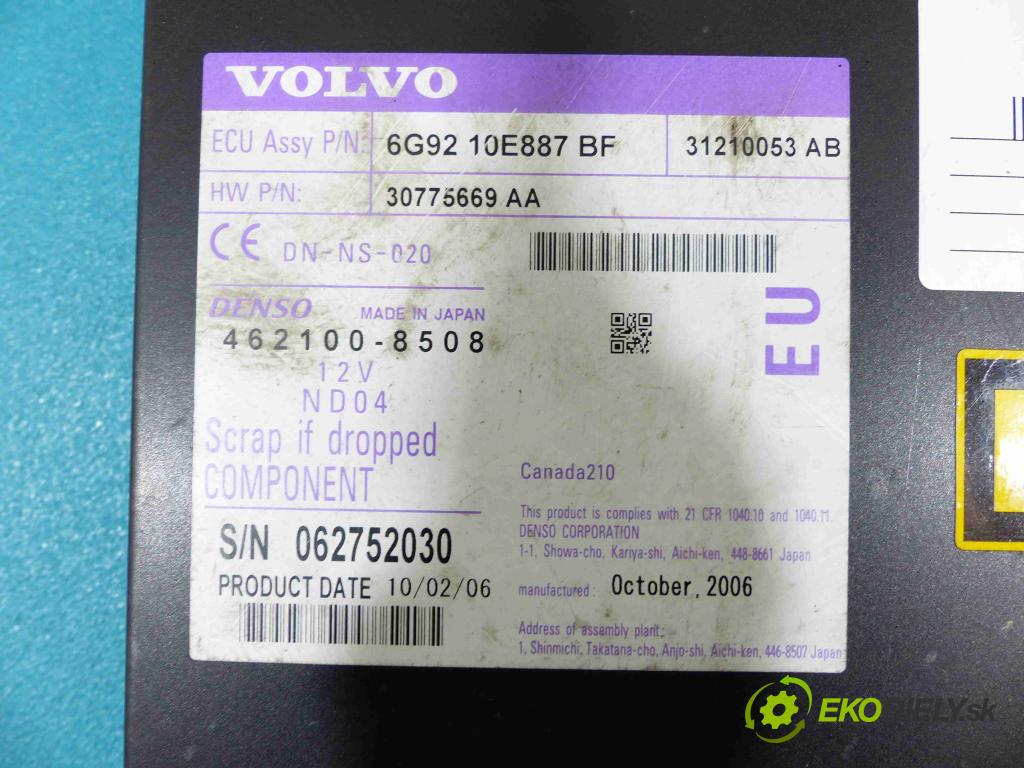 VOLVO
ECU Assy P/N: 6G92 10E887 BF 31210053 AB
HW P/N: 30775669 AA
CE DN-NS-020
DENSO MADE IN JAPAN
462100-8508
12V
ND04
EU
Scrap if dropped
COMPONENT
Canada210
S/N 062752030
PRODUCT DATE 10/02/06
This product is complies with 21 CFR 1040.10 and 1040.11.
DENSO CORPORATION
1-1, Showa-cho, Kariya-shi, Aichi-ken, 448-8661 Japan
manufactured: October, 2006
Address of assembly plant:
1, Shinmichi, Takatana-cho, Anjo-shi, Aichi-ken, 446-8507 Japan
EKODIELY.sk